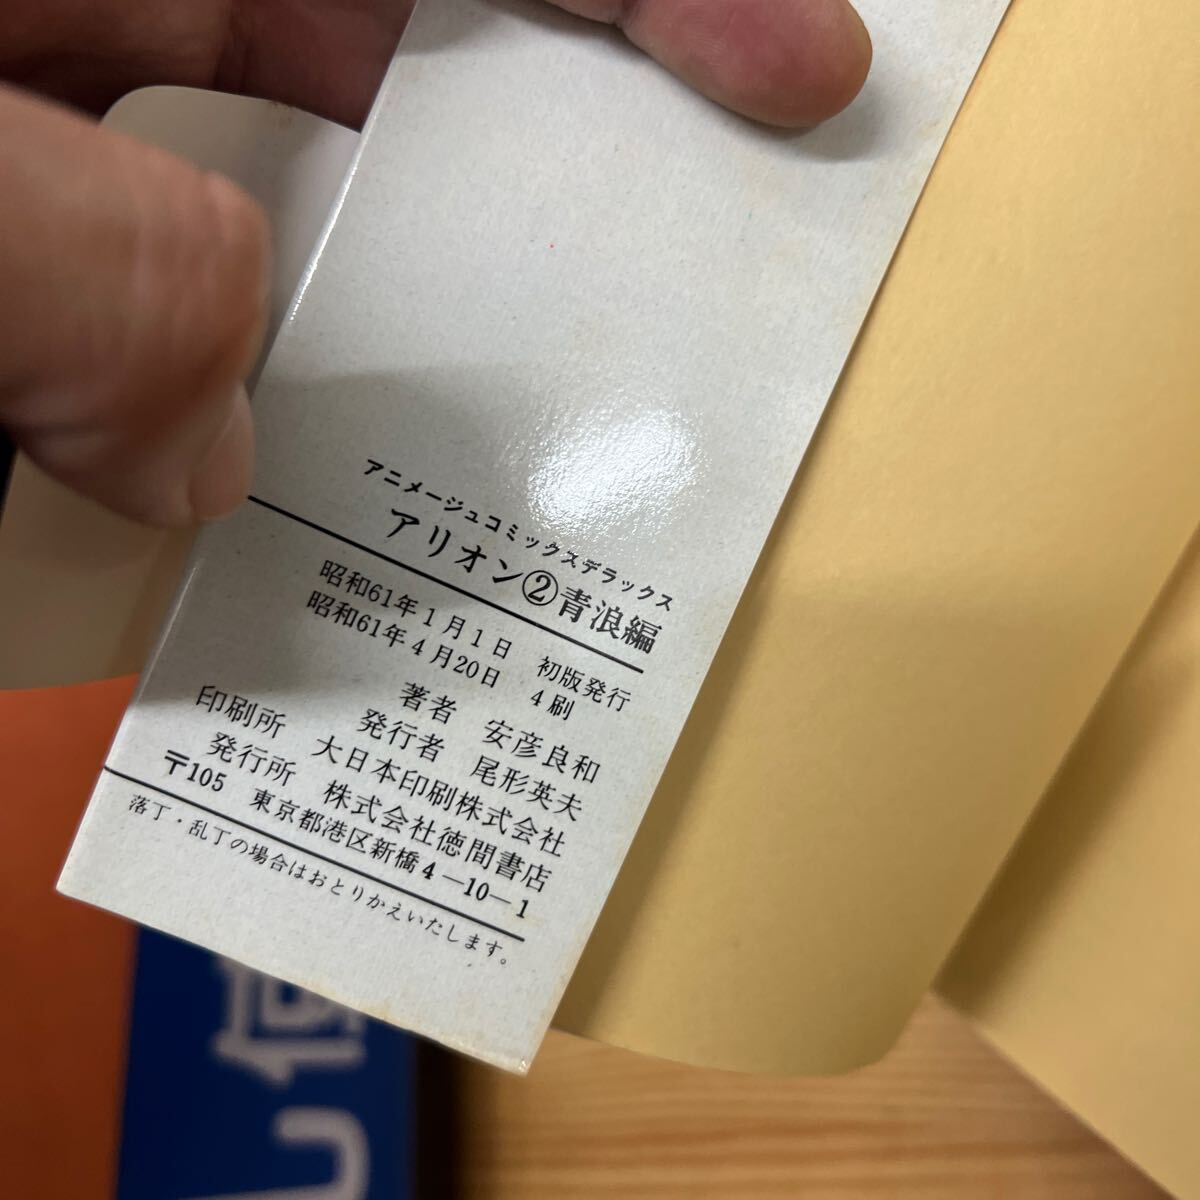 アニメージュコミックスデラックス
アリオン②青浪編
昭和61年1月1日 初版発行
昭和61年4月20日 4刷
著者 安彦良和
発行者 尾形英夫
印刷所 大日本印刷株式会社
発行所 株式会社徳間書店
〒105 東京都港区新橋4—10—1
落丁・乱丁の場合はおとりかえいたします。